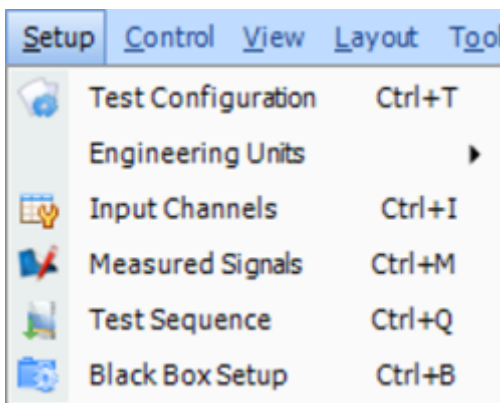 Setup Control View Layout Too
Test Configuration Ctrl+T
Engineering Units
Input Channels Ctrl+I
Measured Signals Ctrl+M
Test Sequence Ctrl+Q
Black Box Setup Ctrl+B